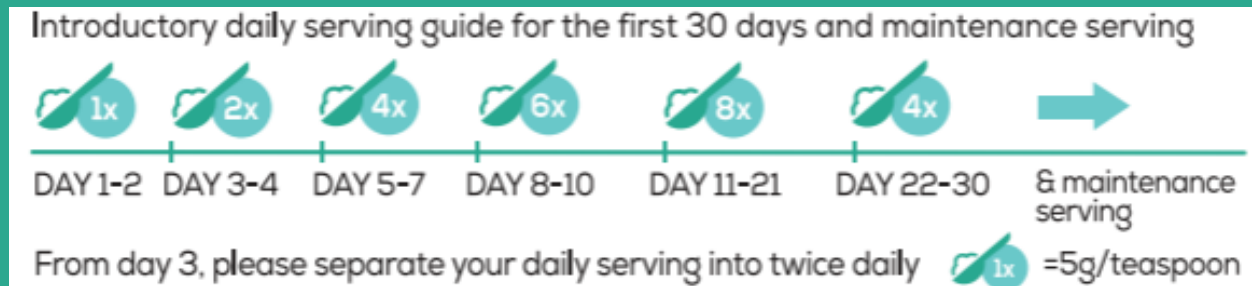 Introductory daily serving guide for the first 30 days and maintenance serving
1x 2x 4x 6x 8x 4x
DAY 1-2 DAY 3-4 DAY 5-7 DAY 8-10 DAY 11-21 DAY 22-30 & maintenance
serving
From day 3, please separate your daily serving into twice daily 1x =5g/teaspoon